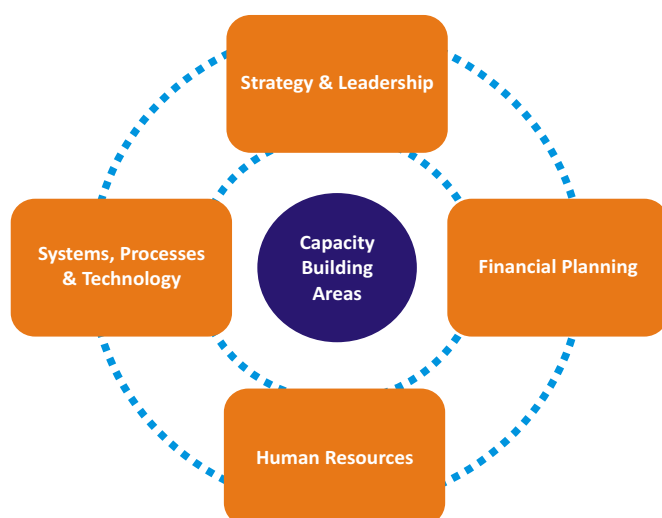 Strategy & Leadership
Systems, Processes
& Technology
Capacity
Building
Areas
Financial Planning
Human Resources